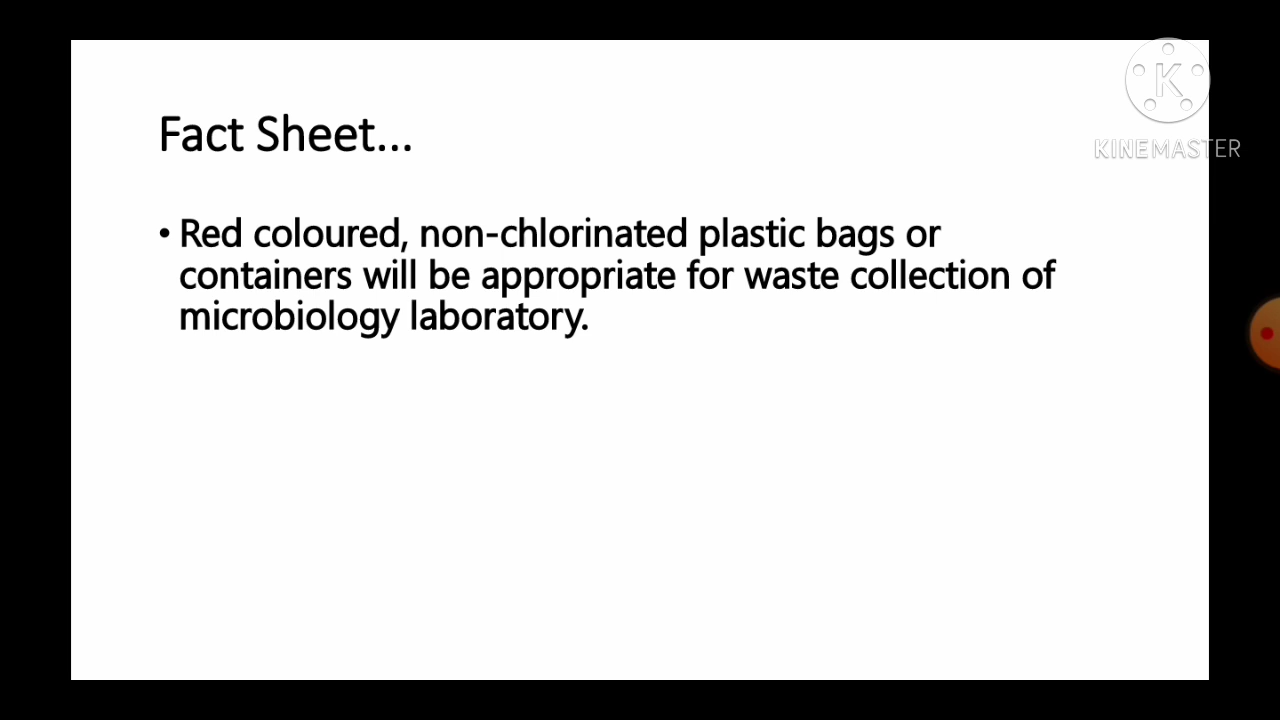 Fact Sheet...
• Red coloured, non-chlorinated plastic bags or
containers will be appropriate for waste collection of
microbiology laboratory.
K
KINEMASTER